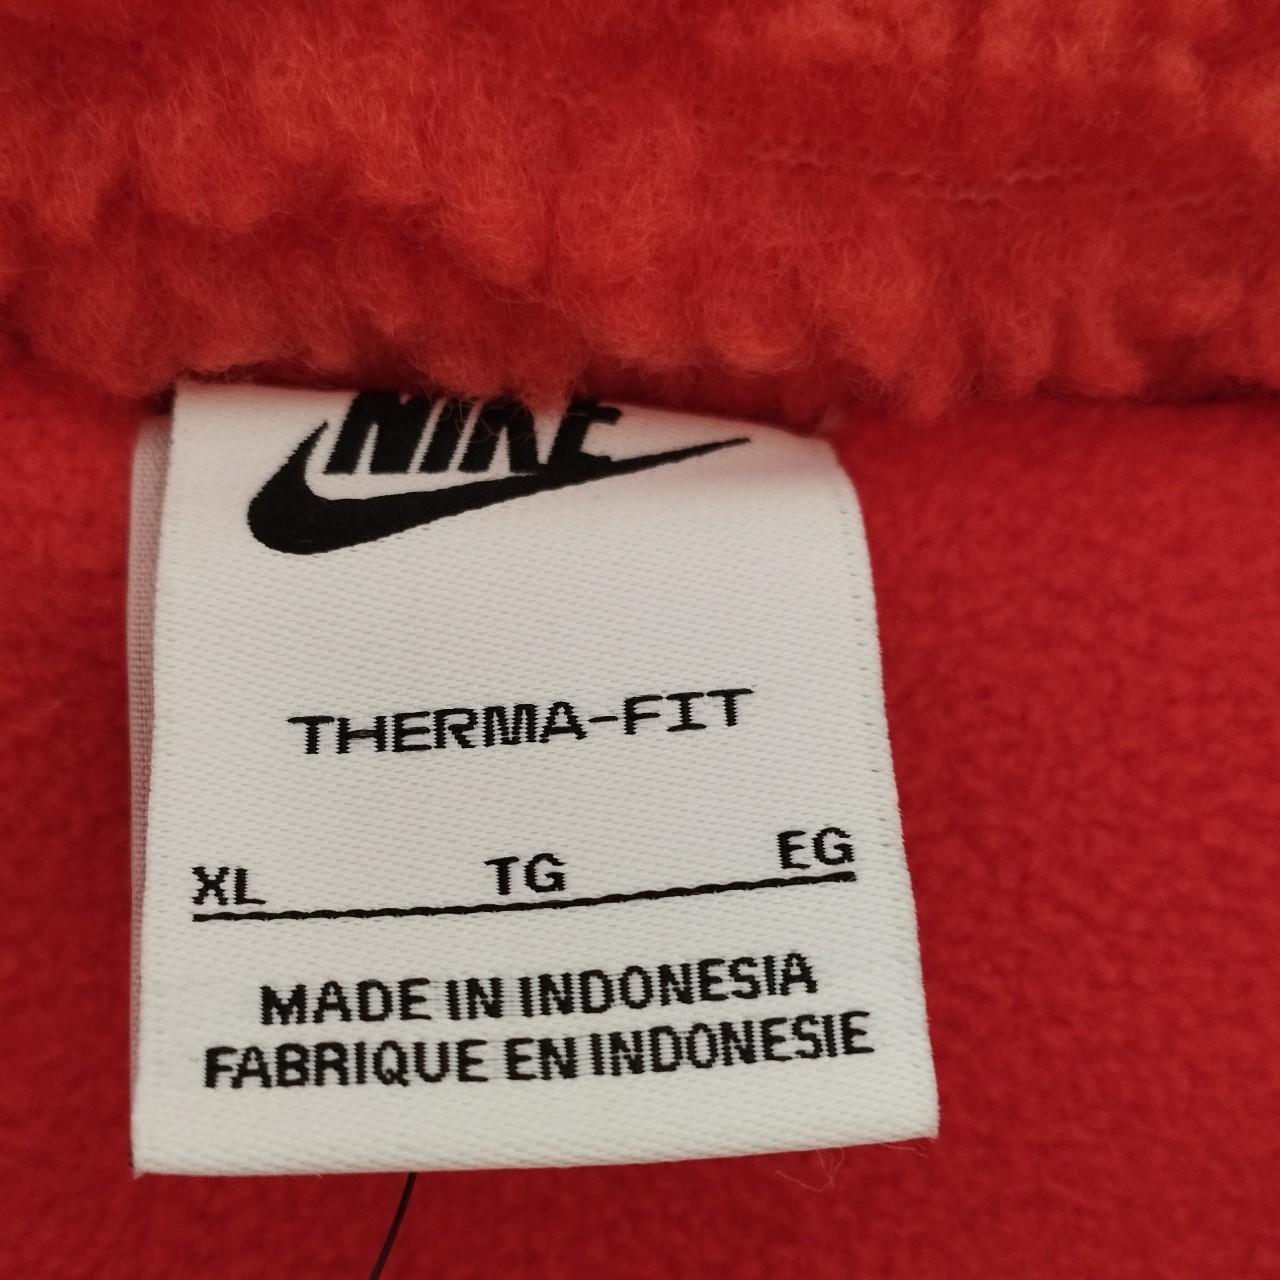 NIKE
THERMA-FIT
XL TG EG
MADE IN INDONESIA
FABRIQUE EN INDONESIE